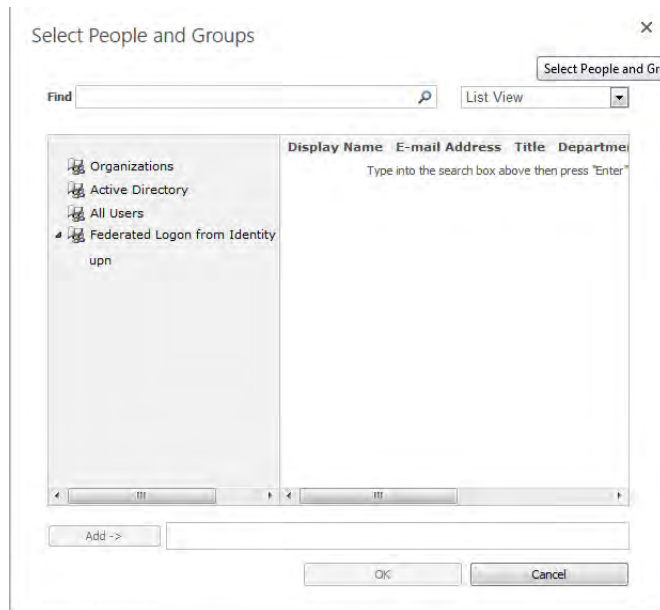 Select People and Groups
Select People and Gr
Find
List View
Display Name E-mail Address Title Departme
Type into the search box above then press "Enter"
Organizations
Active Directory
All Users
Federated Logon from Identity
upn
Add ->
OK
Cancel